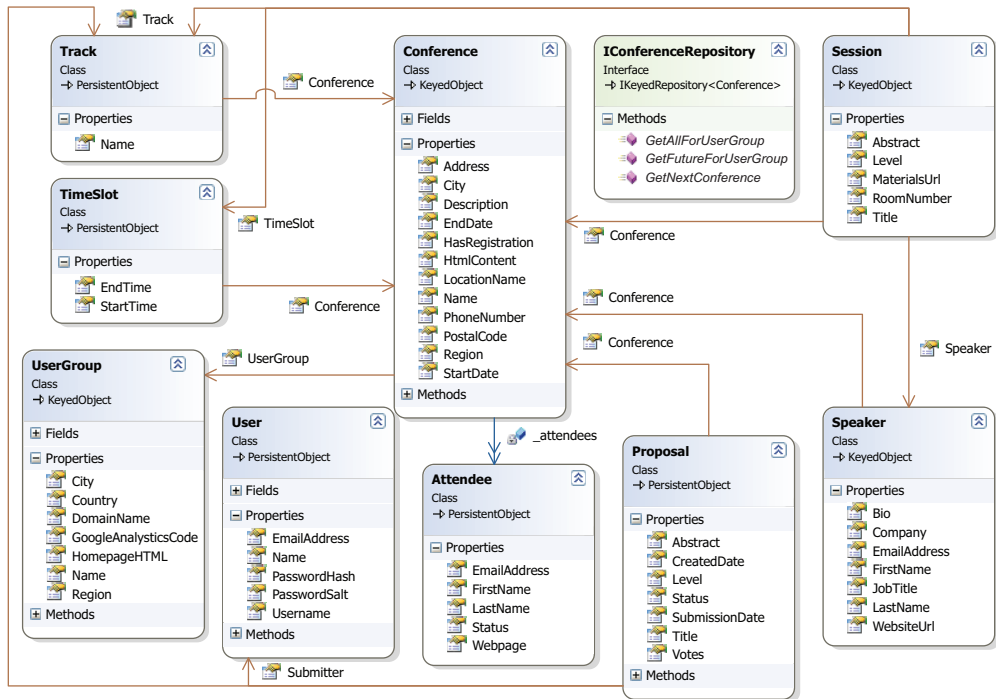 Track
Track
Class
PersistentObject
Properties
Name
Conference
TimeSlot
Class
PersistentObject
Properties
EndTime
StartTime
TimeSlot
Conference
Conference
Class
KeyedObject
Fields
Properties
Address
City
Description
EndDate
HasRegistration
HtmlContent
LocationName
Name
PhoneNumber
PostalCode
Region
StartDate
Methods
IConferenceRepository
Interface
IKeyedRepository<Conference>
Methods
GetAllForUserGroup
GetFutureForUserGroup
GetNextConference
Session
Class
KeyedObject
Properties
Abstract
Level
MaterialsUrl
RoomNumber
Title
Conference
Conference
Conference
Speaker
UserGroup
UserGroup
Class
KeyedObject
Fields
Properties
City
Country
DomainName
GoogleAnalysticsCode
HomepageHTML
Name
Region
Methods
User
Class
PersistentObject
Fields
Properties
EmailAddress
Name
PasswordHash
PasswordSalt
Username
Methods
Submitter
_attendees
Attendee
Class
PersistentObject
Properties
EmailAddress
FirstName
LastName
Status
Webpage
Proposal
Class
PersistentObject
Properties
Abstract
CreatedDate
Level
Status
SubmissionDate
Title
Votes
Methods
Speaker
Class
KeyedObject
Properties
Bio
Company
EmailAddress
FirstName
JobTitle
LastName
WebsiteUrl